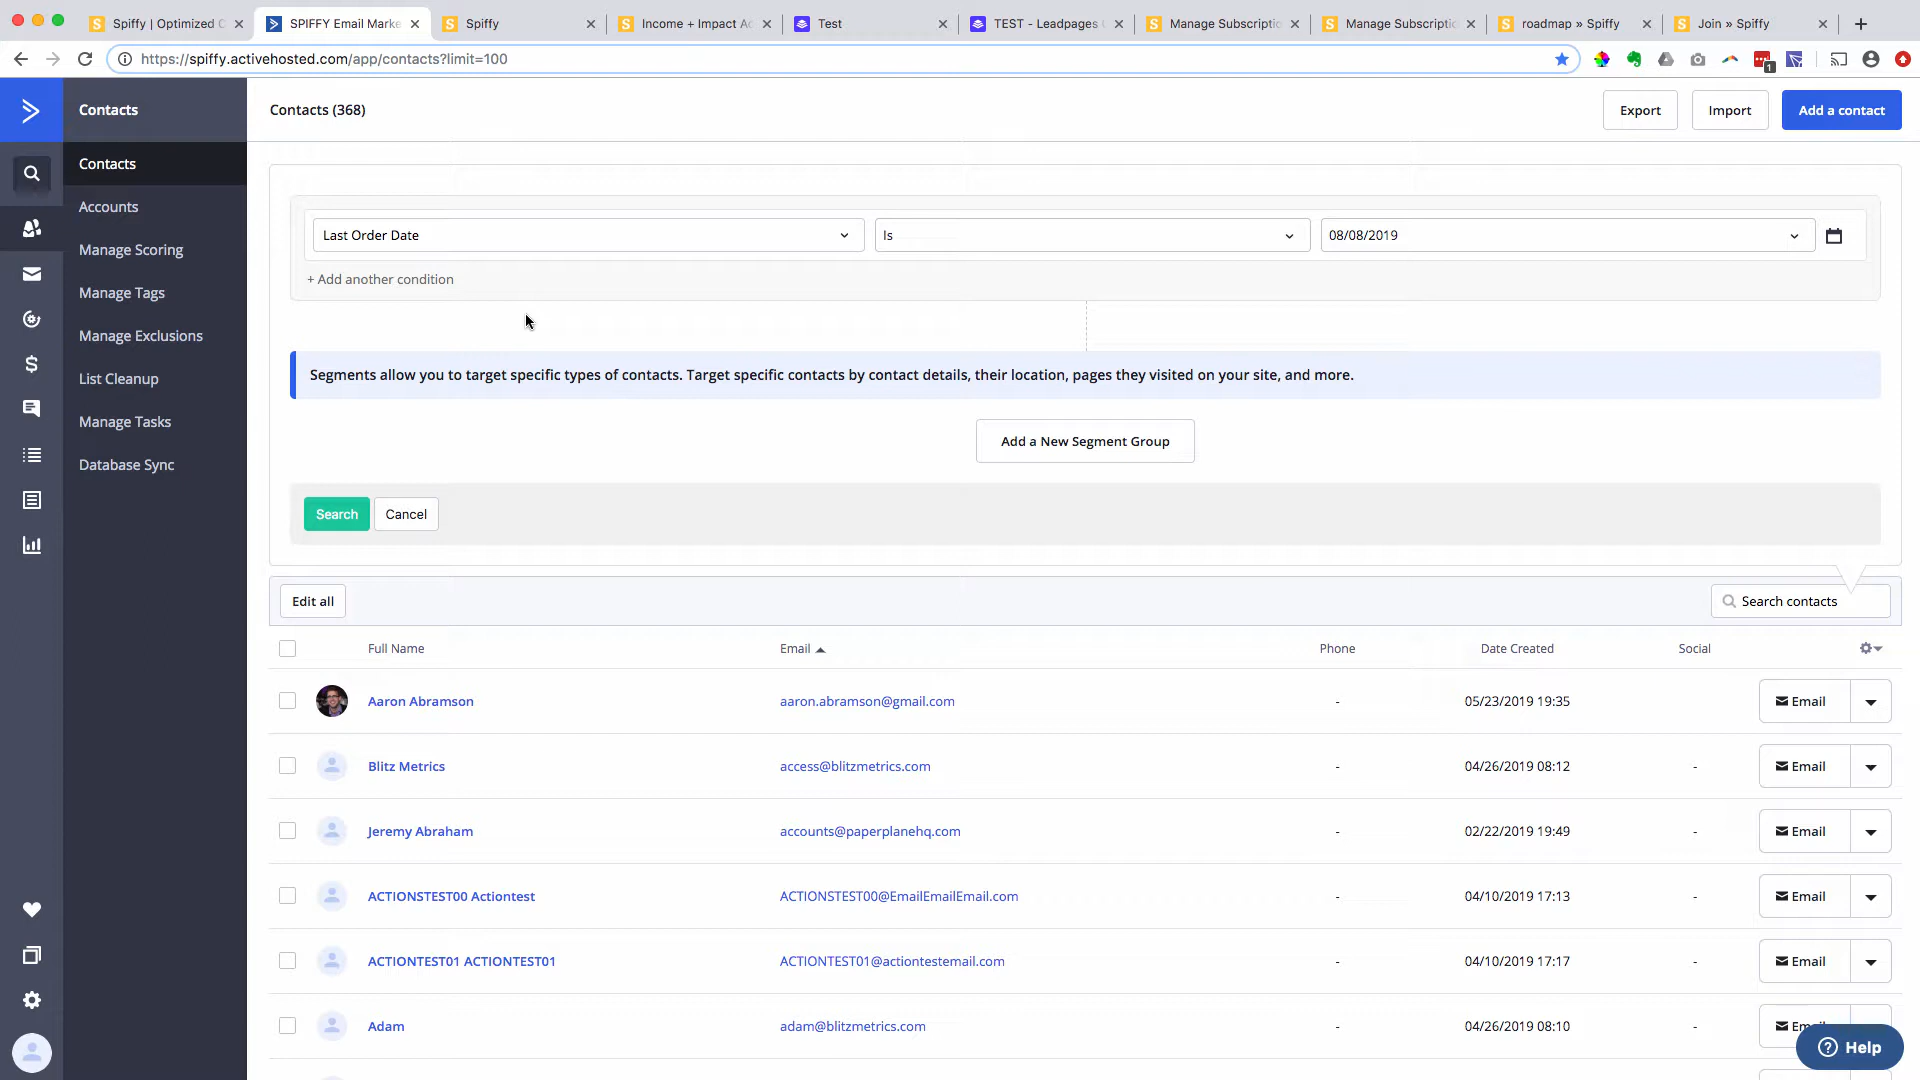 Spiffy | Optimized C
SPIFFY Email Marke
Spiffy
Income + Impact Ac
Test
TEST - Leadpages
Manage Subscriptio
Manage Subscriptio
roadmap » Spiffy
Join » Spiffy
https://spiffy.activehosted.com/app/contacts?limit=100
1
Contacts
Contacts (368)
Export
Import
Add a contact
Contacts
Accounts
Manage Scoring
Manage Tags
Manage Exclusions
List Cleanup
Manage Tasks
Database Sync
Last Order Date
Is
08/08/2019
+ Add another condition
Segments allow you to target specific types of contacts. Target specific contacts by contact details, their location, pages they visited on your site, and more.
Add a New Segment Group
Search
Cancel
Edit all
Search contacts
Full Name Email Phone Date Created Social
Aaron Abramson aaron.abramson@gmail.com - 05/23/2019 19:35 Email
Blitz Metrics access@blitzmetrics.com - 04/26/2019 08:12 - Email
Jeremy Abraham accounts@paperplanehq.com - 02/22/2019 19:49 - Email
ACTIONSTEST00 Actiontest ACTIONSTEST00@EmailEmailEmail.com - 04/10/2019 17:13 - Email
ACTIONTEST01 ACTIONTEST01 ACTIONTEST01@actiontestemail.com - 04/10/2019 17:17 - Email
Adam adam@blitzmetrics.com - 04/26/2019 08:10 - Em
Help